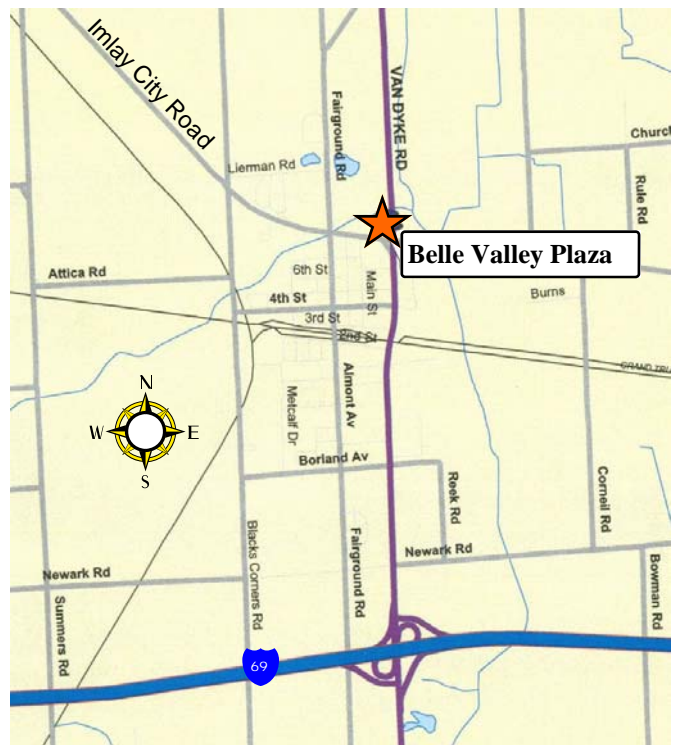 Imlay City Road
VAN DYKE RD
Fairground Rd
Church
Lierman Rd
Rule Rd
Belle Valley Plaza
6th St
Attica Rd
Main St
Burns
4th St
3rd St
2nd St
GRAND TRU
Almont Av
N
Metcalf Dr
W
E
S
Borland Av
Reek Rd
Corneil Rd
Blacks Corners Rd
Fairground Rd
Newark Rd
Newark Rd
Bowman Rd
Summers Rd
69